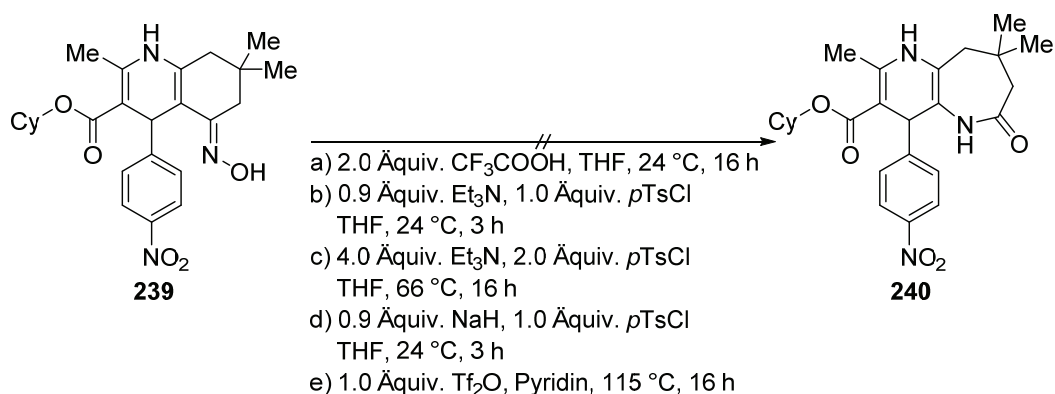 H
N
Me
Me
Me
O
Cy
O
N
OH
NO2
239
a) 2.0 Äquiv. CF3COOH, THF, 24 °C, 16 h
b) 0.9 Äquiv. Et3N, 1.0 Äquiv. pTsCl
THF, 24 °C, 3 h
c) 4.0 Äquiv. Et3N, 2.0 Äquiv. pTsCl
THF, 66 °C, 16 h
d) 0.9 Äquiv. NaH, 1.0 Äquiv. pTsCl
THF, 24 °C, 3 h
e) 1.0 Äquiv. Tf2O, Pyridin, 115 °C, 16 h
H
N
Me
Me
Me
O
Cy
O
N
H
O
NO2
240